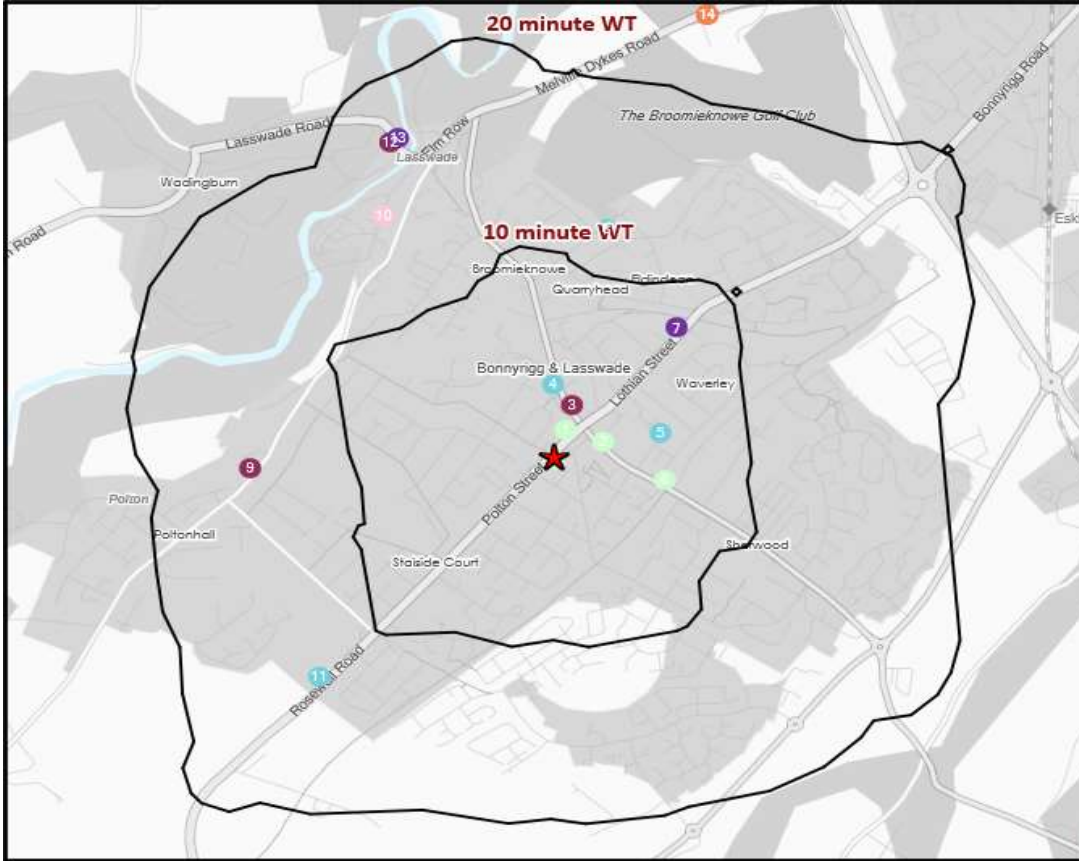 14
20 minute WT
Melville Dykes Road
Bonnyrigg Road
The Broomieknowe Golf Club
Lasswade Road
13
12
Elm Row
Lasswade
Wadingburn
10
Road
Esk
10 minute WT
Broomieknowe
Quarryhead
7
Lothian Street
Bonnyrigg & Lasswade
4
Waverley
3
5
9
Polton Street
Polton
Poltonhall
Sherwood
Stalside Court
11
Rosewell Road